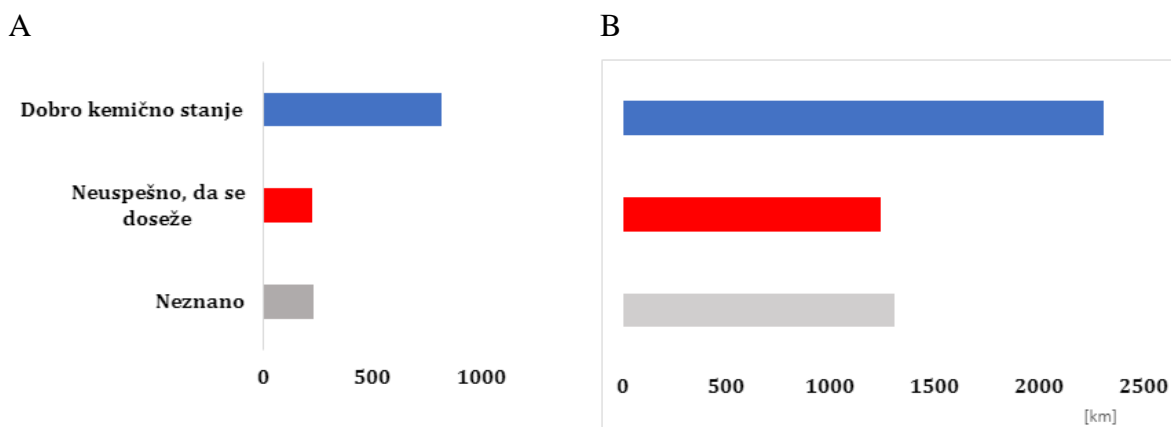 A
B
Dobro kemično stanje
Neuspešno, da se
doseže
Neznano
0 500 1000
0 500 1000 1500 2000 2500
[km]